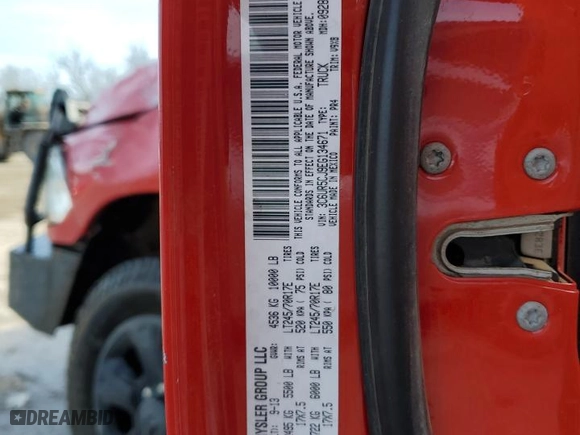 YSLER GROUP LLC
9-13 GVWR: 4536 KG 10000 LB
495 KG 5500 LB WITH LT245/70R17E TIRES
17X7.5 RIMS AT 520 KPA ( 75 PSI) COLD
722 KG 6000 LB WITH LT245/70R17E TIRES
17X7.5 RIMS AT 550 KPA ( 80 PSI) COLD
THIS VEHICLE CONFORMS TO ALL APPLICABLE U.S.A. FEDERAL MOTOR VEHICLE
STANDARDS IN EFFECT ON THE DATE OF MANUFACTURE SHOWN ABOVE.
VIN: 3C6UR5CJ9EG134671 TYPE: TRUCK MDH: 0928
VEHICLE MADE IN MEXICO PAINT: PR4 TRIM: V9X9
DREAMBID